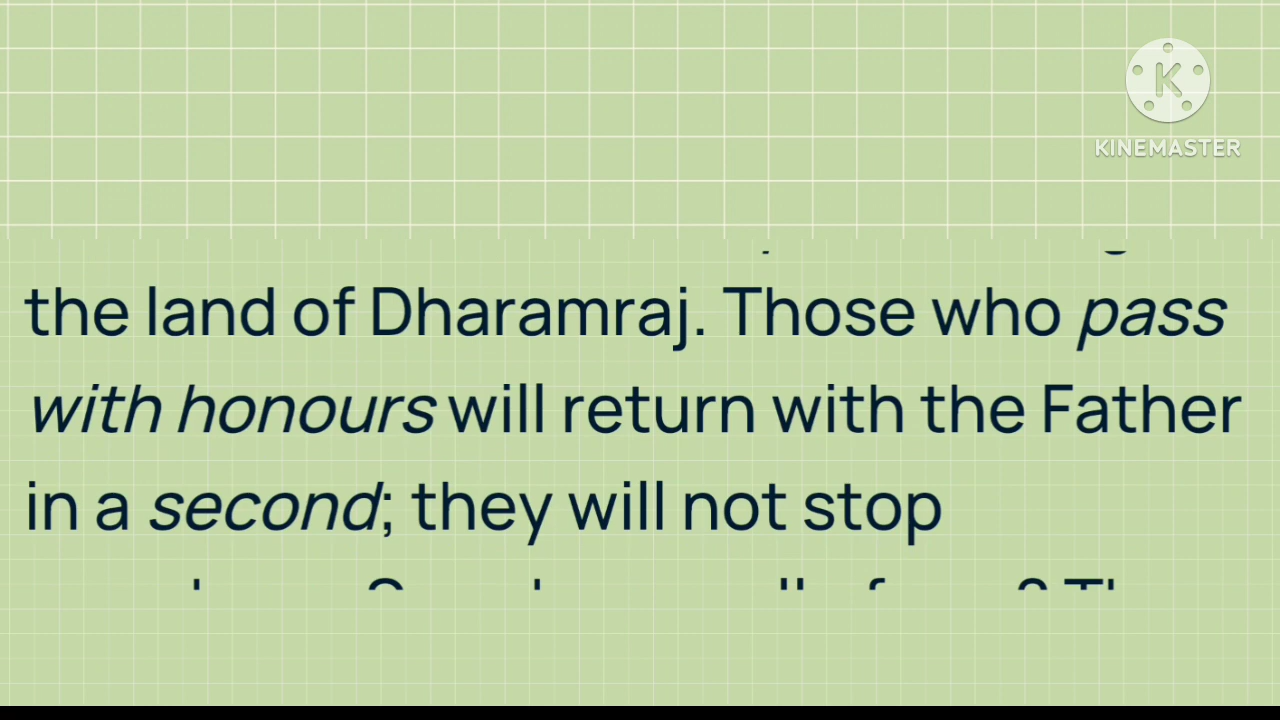 KINEMASTER
the land of Dharamraj. Those who pass
with honours will return with the Father
in a second; they will not stop